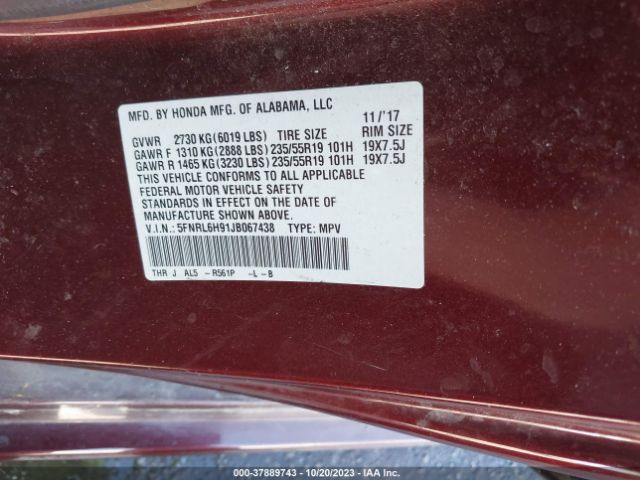 MFD. BY HONDA MFG. OF ALABAMA, LLC 11/'17
GVWR 2730 KG(6019 LBS) TIRE SIZE RIM SIZE
GAWR F 1310 KG(2888 LBS) 235/55R19 101H 19X7.5J
GAWR R 1465 KG(3230 LBS) 235/55R19 101H 19X7.5J
THIS VEHICLE CONFORMS TO ALL APPLICABLE
FEDERAL MOTOR VEHICLE SAFETY
STANDARDS IN EFFECT ON THE DATE OF
MANUFACTURE SHOWN ABOVE.
V.I.N.: 5FNRL6H91JB067438 TYPE: MPV
THR J AL5 -R561P -L-B
000-37889743 - 10/20/2023 - IAA Inc.